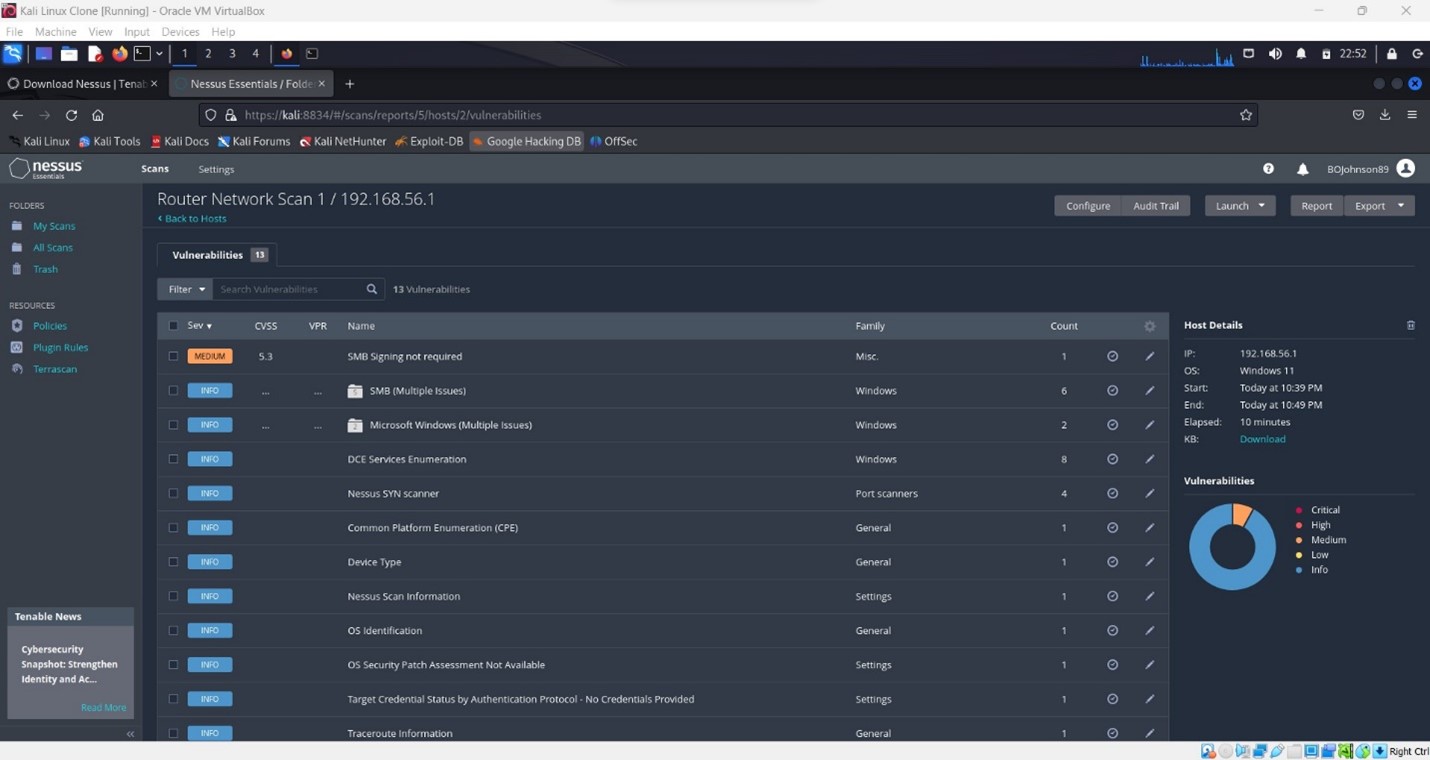 Kali Linux Clone [Running] - Oracle VM VirtualBox
File Machine View Input Devices Help
1 2 3 4 22:52
Download Nessus | Tenab Nessus Essentials / Folde
https://kali:8834/#/scans/reports/5/hosts/2/vulnerabilities
Kali Linux Kali Tools Kali Docs Kali Forums Kali NetHunter Exploit-DB Google Hacking DB OffSec
nessus Essentials Scans Settings BOJohnson89
FOLDERS
My Scans
All Scans
Trash
RESOURCES
Policies
Plugin Rules
Terrascan
Tenable News
Cybersecurity
Snapshot: Strengthen
Identity and Ac...
Read More
Router Network Scan 1 / 192.168.56.1
< Back to Hosts
Configure Audit Trail Launch Report Export
Vulnerabilities 13
Filter Search Vulnerabilities 13 Vulnerabilities
Sev CVSS VPR Name Family Count
MEDIUM 5.3 SMB Signing not required Misc. 1
INFO ... ... 5 SMB (Multiple Issues) Windows 6
INFO ... ... 2 Microsoft Windows (Multiple Issues) Windows 2
INFO DCE Services Enumeration Windows 8
INFO Nessus SYN scanner Port scanners 4
INFO Common Platform Enumeration (CPE) General 1
INFO Device Type General 1
INFO Nessus Scan Information Settings 1
INFO OS Identification General 1
INFO OS Security Patch Assessment Not Available Settings 1
INFO Target Credential Status by Authentication Protocol - No Credentials Provided Settings 1
INFO Traceroute Information General 1
Host Details
IP: 192.168.56.1
OS: Windows 11
Start: Today at 10:39 PM
End: Today at 10:49 PM
Elapsed: 10 minutes
KB: Download
Vulnerabilities
Critical
High
Medium
Low
Info
Right Ctrl